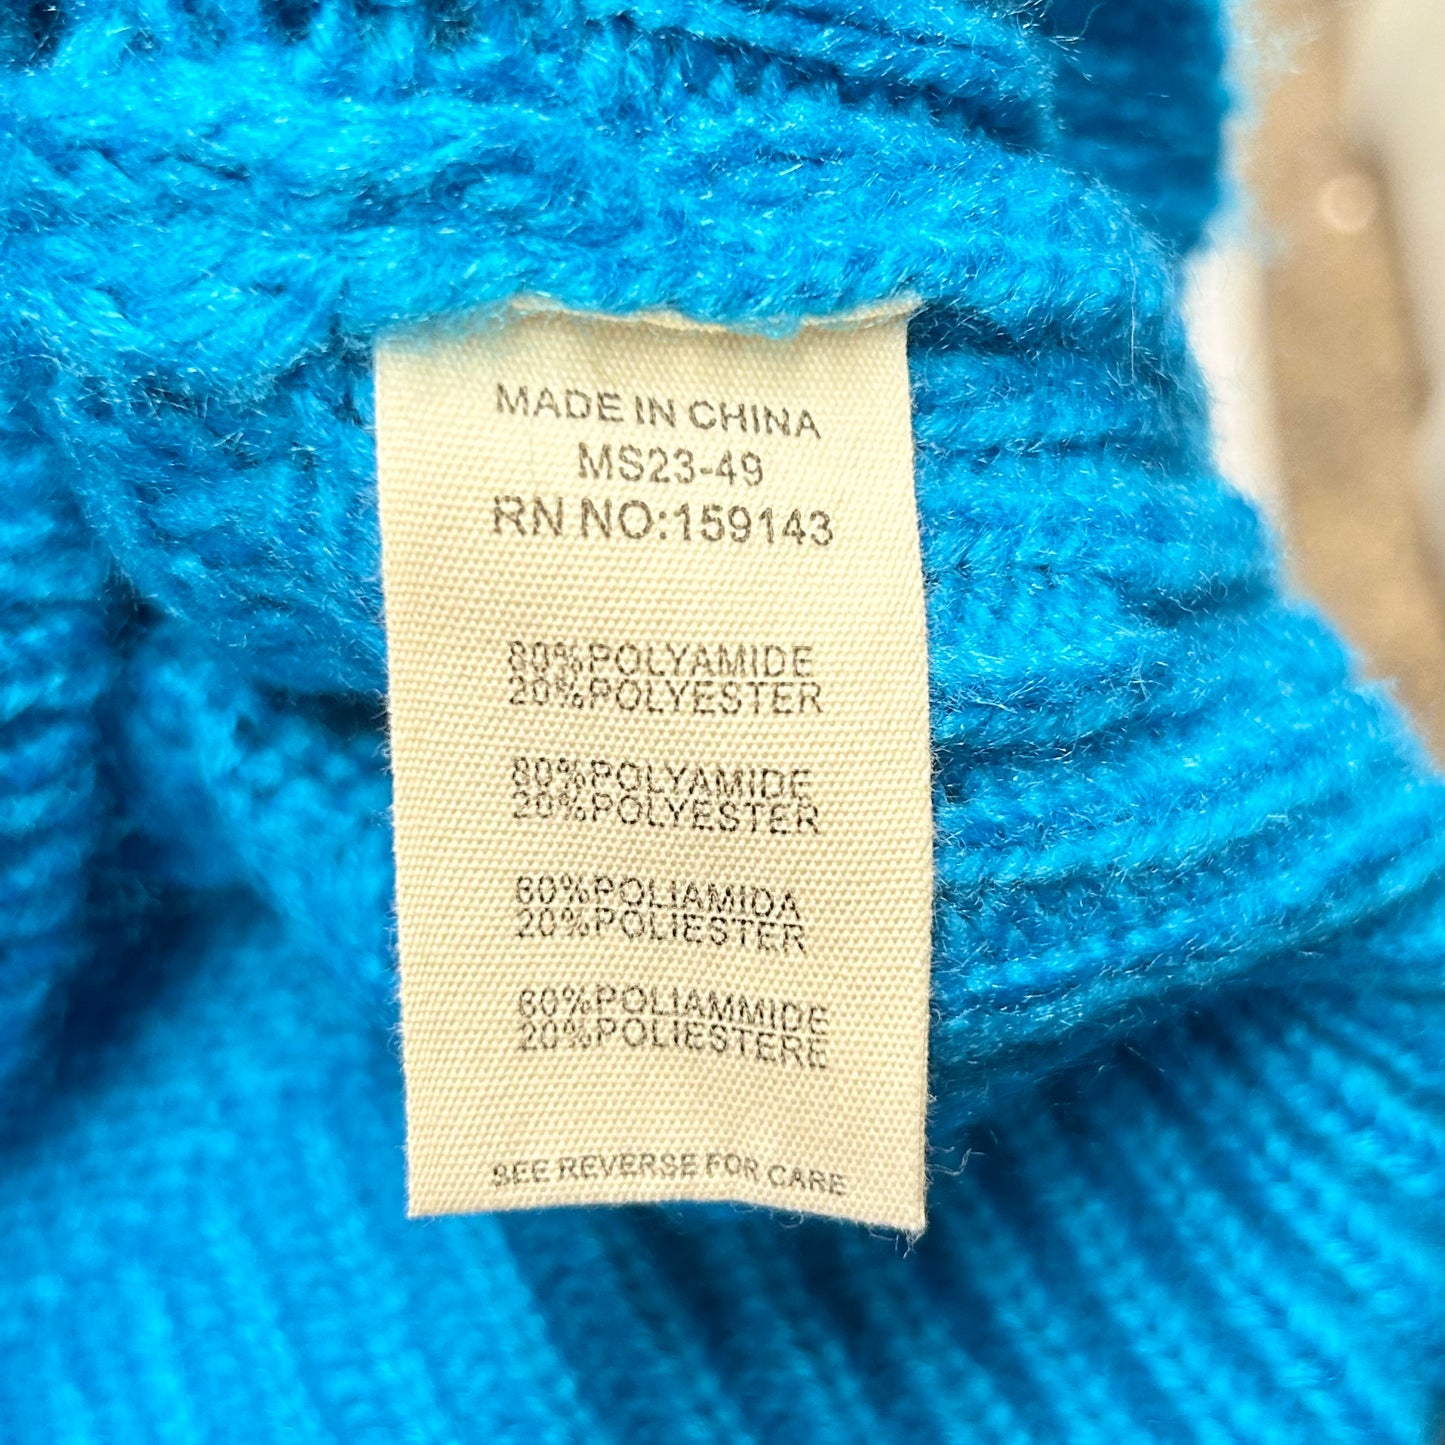 MADE IN CHINA
MS23-49
RN NO:159143
80%POLYAMIDE
20%POLYESTER
80%POLYAMIDE
20%POLYESTER
80%POLIAMIDA
20%POLIESTER
80%POLIAMMIDE
20%POLIESTERE
SEE REVERSE FOR CARE